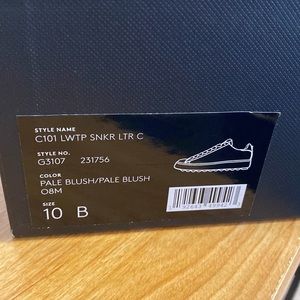 STYLE NAME
C101 LWTP SNKR LTR C
STYLE NO.
G3107 231756
COLOR
PALE BLUSH/PALE BLUSH
O8M
SIZE
10 B